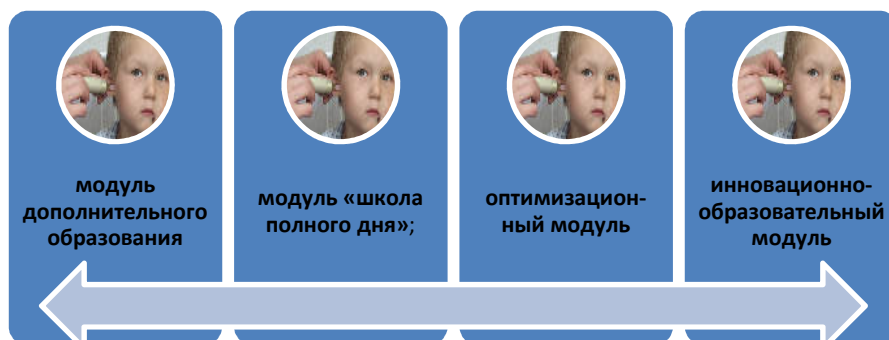 модуль
дополнительного
образования
модуль «школа
полного дня»;
оптимизацион-
ный модуль
инновационно-
образовательный
модуль